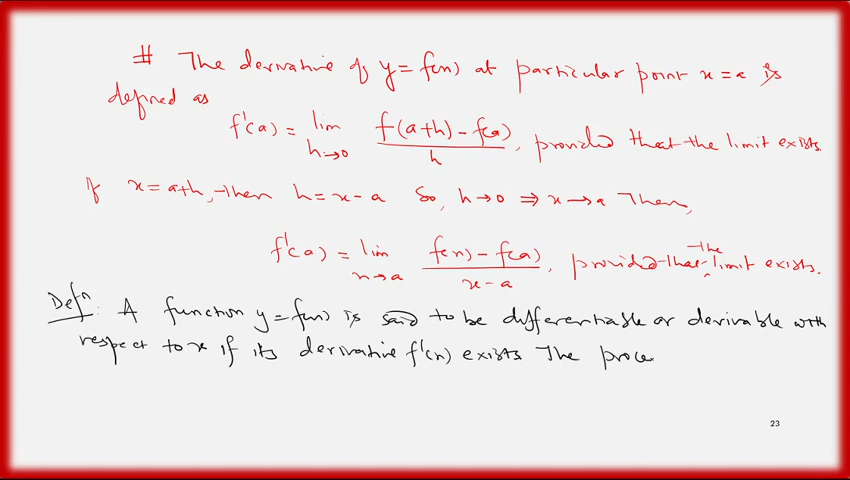 # The derivative of y = f(x) at particular point x = a is
defined as
f'(a) = lim h→0 f(a+h) - f(a) / h, provided that the limit exists.
If x = a+h, then h = x - a So, h→0 ⇒ x→a Then,
f'(a) = lim x→a f(x) - f(a) / x - a, provided that the limit exists.
Defn: A function y = f(x) is said to be differentiable or derivable with
respect to x if its derivative f'(x) exists The proce
23